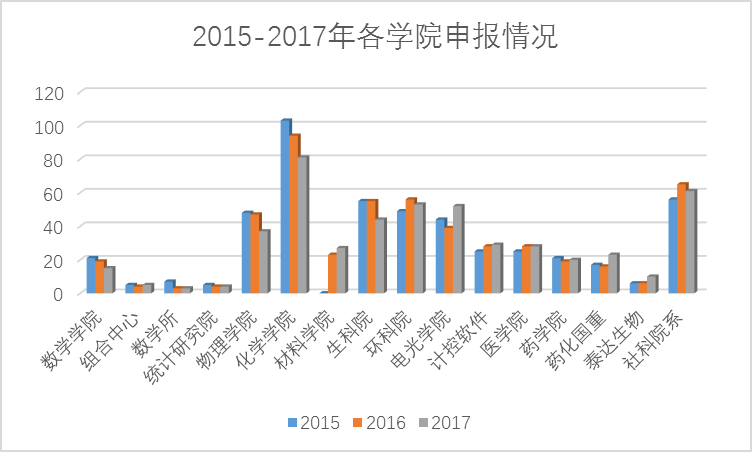 2015-2017年各学院申报情况
120
100
80
60
40
20
0
数学学院
组合中心
数学所
统计研究院
物理学院
化学学院
材料学院
生科院
环科院
电光学院
计控软件
医学院
药学院
药化国重
泰达生物
社科院系
2015 2016 2017